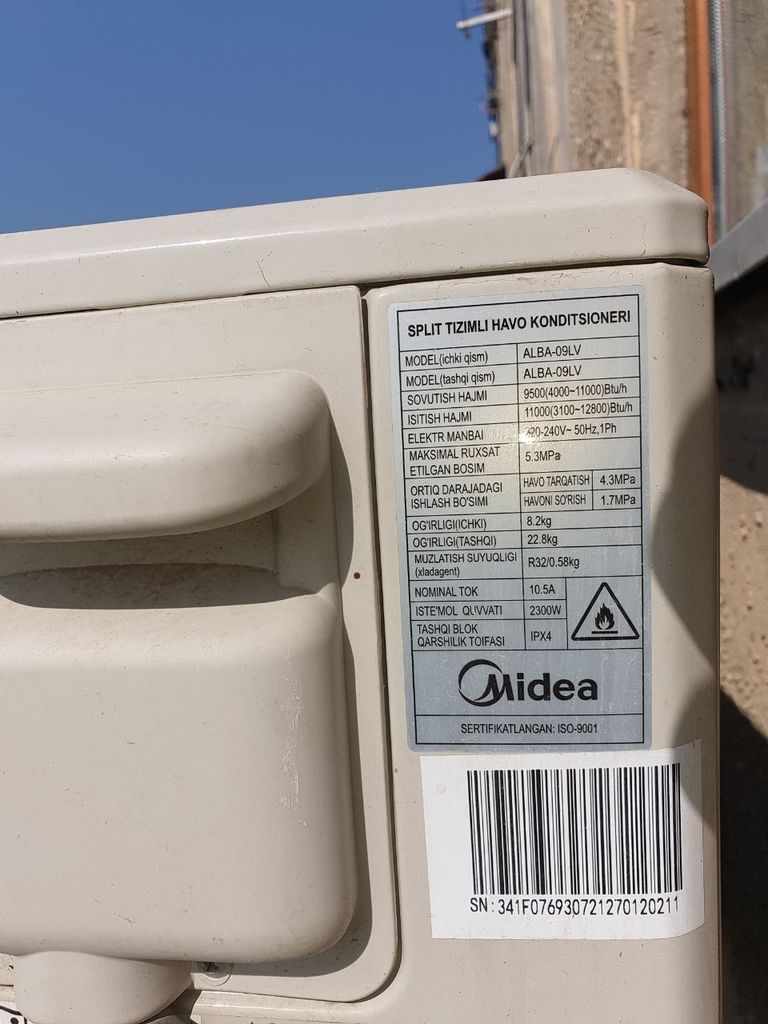 SPLIT TIZIMLI HAVO KONDITSIONERI
MODEL(ichki qism) ALBA-09LV
MODEL(tashqi qism) ALBA-09LV
SOVUTISH HAJMI 9500(4000~11000)Btu/h
ISITISH HAJMI 11000(3100~12800)Btu/h
ELEKTR MANBAI 220-240V~ 50Hz,1Ph
MAKSIMAL RUXSAT
ETILGAN BOSIM 5.3MPa
ORTIQ DARAJADAGI
ISHLASH BO'SIMI
HAVO TARQATISH 4.3MPa
HAVONI SO'RISH 1.7MPa
OG'IRLIGI(ICHKI) 8.2kg
OG'IRLIGI(TASHQI) 22.8kg
MUZLATISH SUYUQLIGI
(xladagent) R32/0.58kg
NOMINAL TOK 10.5A
ISTE'MOL QUVVATI 2300W
TASHQI BLOK
QARSHILIK TOIFASI IPX4
Midea
SERTIFIKATLANGAN: ISO-9001
SN: 341F076930721270120211